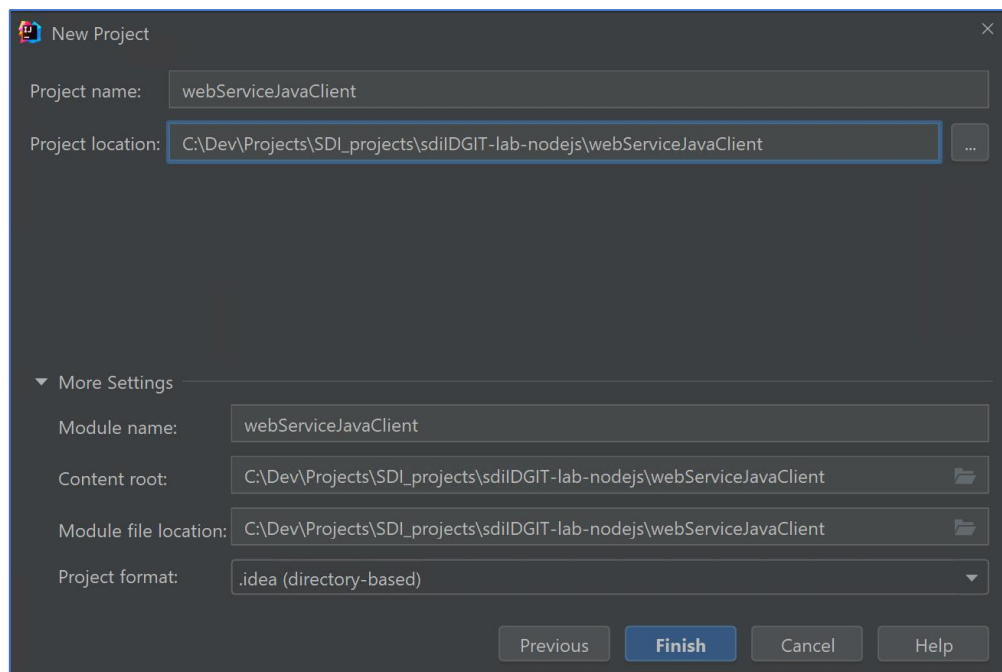 New Project
Project name: webServiceJavaClient
Project location: C:\Dev\Projects\SDI_projects\sdiIDGIT-lab-nodejs\webServiceJavaClient ...
More Settings
Module name: webServiceJavaClient
Content root: C:\Dev\Projects\SDI_projects\sdiIDGIT-lab-nodejs\webServiceJavaClient
Module file location: C:\Dev\Projects\SDI_projects\sdiIDGIT-lab-nodejs\webServiceJavaClient
Project format: .idea (directory-based)
Previous Finish Cancel Help